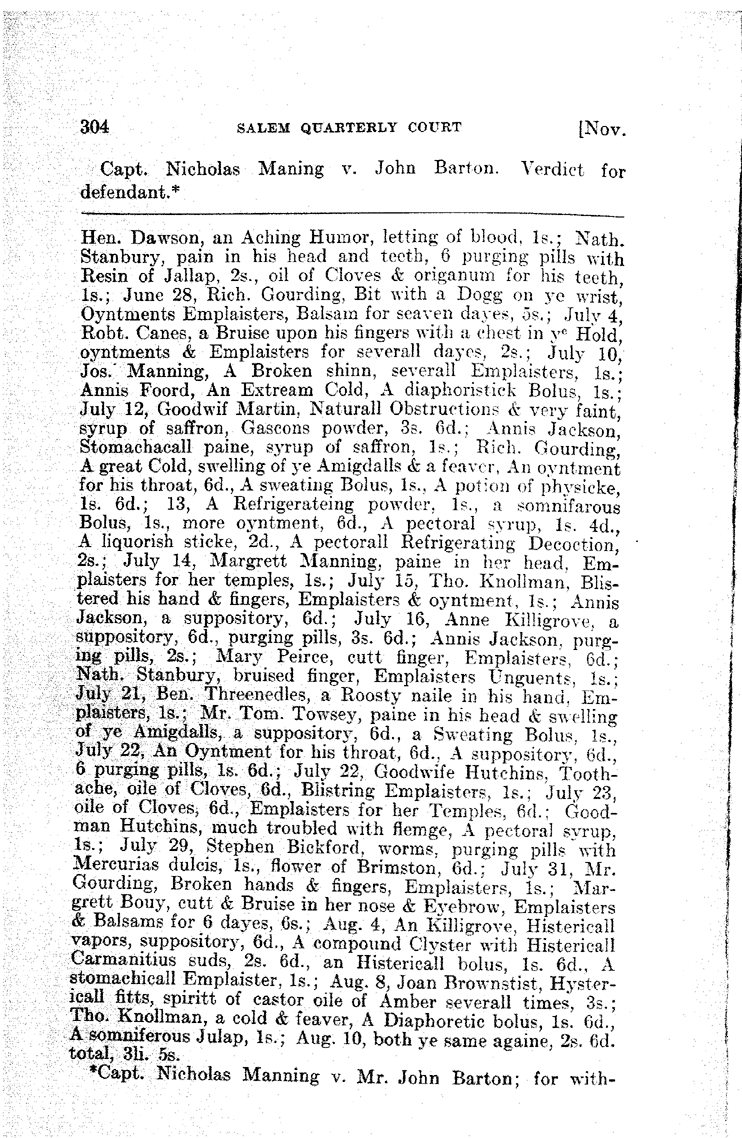 304 SALEM QUARTERLY COURT [Nov.
Capt. Nicholas Maning v. John Barton. Verdict for
defendant.*
Hen. Dawson, an Aching Humor, letting of blood, 1s.; Nath.
Stanbury, pain in his head and teeth, 6 purging pills with
Resin of Jallap, 2s., oil of Cloves & origanum for his teeth,
1s.; June 28, Rich. Gourding, Bit with a Dogg on ye wrist,
Oyntments Emplaisters, Balsam for seaven dayes, 5s.; July 4,
Robt. Canes, a Bruise upon his fingers with a chest in ye Hold,
oyntments & Emplaisters for severall dayes, 2s.; July 10,
Jos. Manning, A Broken shinn, severall Emplaisters, 1s.;
Annis Foord, An Extream Cold, A diaphoristick Bolus, 1s.;
July 12, Goodwif Martin, Naturall Obstructions & very faint,
syrup of saffron, Gascons powder, 3s. 6d.; Annis Jackson,
Stomachacall paine, syrup of saffron, 1s.; Rich. Gourding,
A great Cold, swelling of ye Amigdalls & a feaver, An oyntment
for his throat, 6d., A sweating Bolus, 1s., A potion of physicke,
1s. 6d.; 13, A Refrigerateing powder, 1s., a somnifarous
Bolus, 1s., more oyntment, 6d., A pectoral syrup, 1s. 4d.,
A liquorish sticke, 2d., A pectorall Refrigerating Decoction,
2s.; July 14, Margrett Manning, paine in her head, Em-
plaisters for her temples, 1s.; July 15, Tho. Knollman, Blis-
tered his hand & fingers, Emplaisters & oyntment, 1s.; Annis
Jackson, a suppository, 6d.; July 16, Anne Killigrove, a
suppository, 6d., purging pills, 3s. 6d.; Annis Jackson, purg-
ing pills, 2s.; Mary Peirce, cutt finger, Emplaisters, 6d.;
Nath. Stanbury, bruised finger, Emplaisters Unguents, 1s.;
July 21, Ben. Threenedles, a Roosty naile in his hand, Em-
plaisters, 1s.; Mr. Tom. Towsey, paine in his head & swelling
of ye Amigdalls, a suppository, 6d., a Sweating Bolus, 1s.,
July 22, An Oyntment for his throat, 6d., A suppository, 6d.,
6 purging pills, 1s. 6d.; July 22, Goodwife Hutchins, Tooth-
ache, oile of Cloves, 6d., Blistring Emplaisters, 1s.; July 23,
oile of Cloves, 6d., Emplaisters for her Temples, 6d.; Good-
man Hutchins, much troubled with flemge, A pectoral syrup,
1s.; July 29, Stephen Bickford, worms, purging pills with
Mercurias dulcis, 1s., flower of Brimston, 6d.; July 31, Mr.
Gourding, Broken hands & fingers, Emplaisters, 1s.; Mar-
grett Bouy, cutt & Bruise in her nose & Eyebrow, Emplaisters
& Balsams for 6 dayes, 6s.; Aug. 4, An Killigrove, Histericall
vapors, suppository, 6d., A compound Clyster with Histericall
Carmanitius suds, 2s. 6d., an Histericall bolus, 1s. 6d., A
stomachicall Emplaister, 1s.; Aug. 8, Joan Brownstist, Hyster-
icall fitts, spiritt of castor oile of Amber severall times, 3s.;
Tho. Knollman, a cold & feaver, A Diaphoretic bolus, 1s. 6d.,
A somniferous Julap, 1s.; Aug. 10, both ye same againe, 2s. 6d.
total, 3li. 5s.
*Capt. Nicholas Manning v. Mr. John Barton; for with-